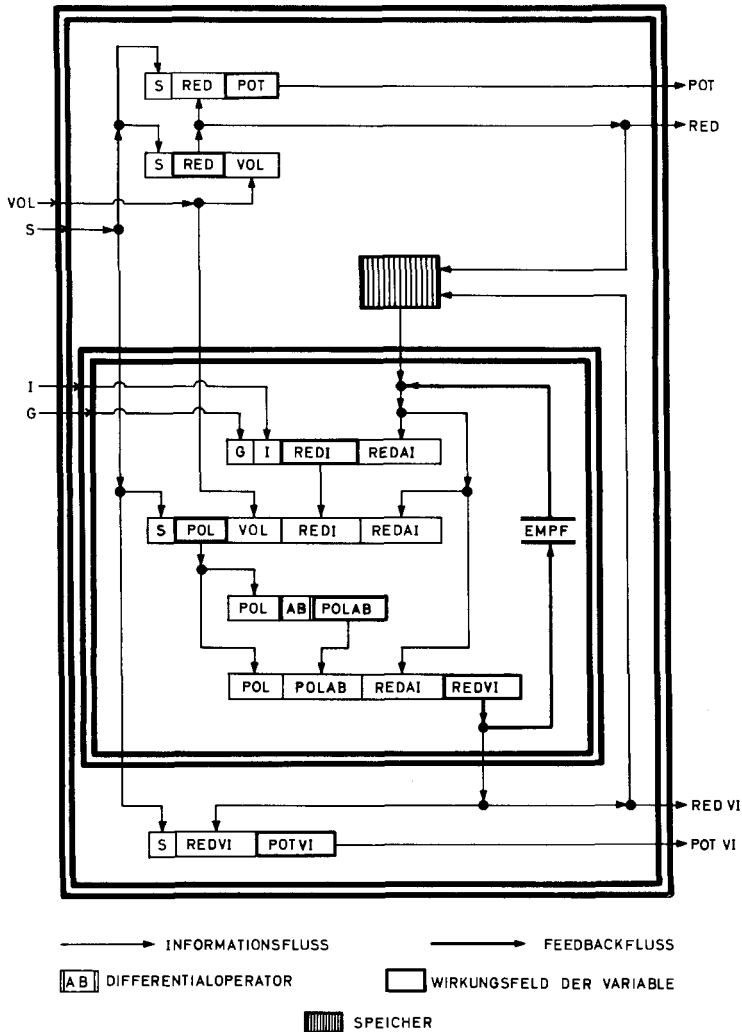 S RED POT
POT
RED
S RED VOL
VOL
S
I
G
G I REDI REDAI
S POL VOL REDI REDAI
EMPF
POL AB POLAB
POL POLAB REDAI REDVI
RED VI
S REDVI POTVI
POT VI
INFORMATIONSFLUSS
FEEDBACKFLUSS
AB DIFFERENTIALOPERATOR
WIRKUNGSFELD DER VARIABLE
SPEICHER